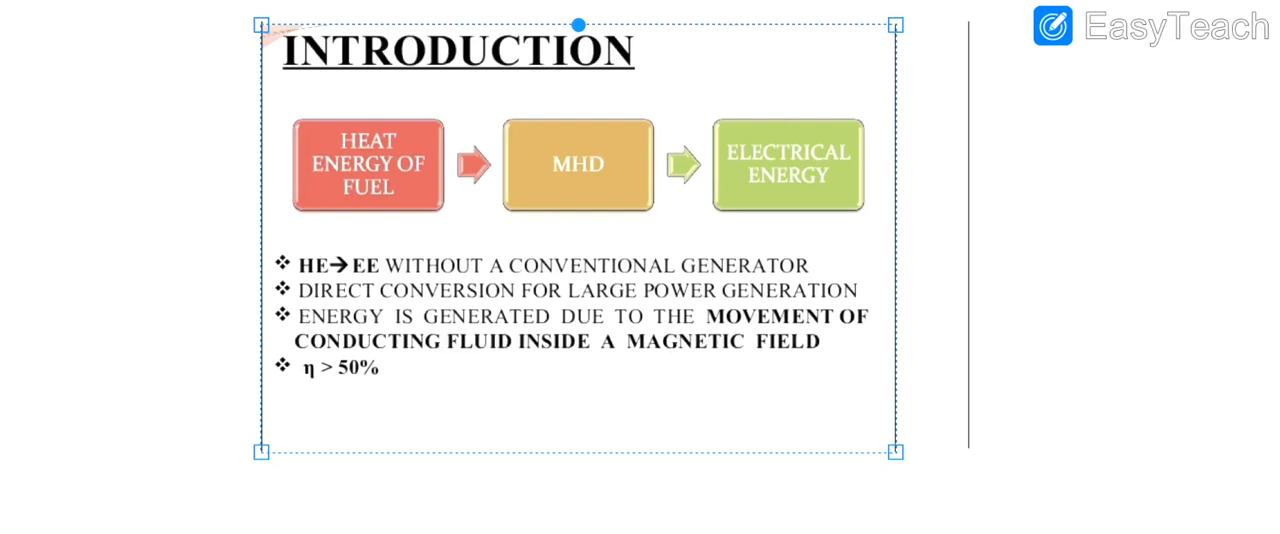 EasyTeach
INTRODUCTION
HEAT
ENERGY OF
FUEL
MHD
ELECTRICAL
ENERGY
❖ HE→EE WITHOUT A CONVENTIONAL GENERATOR
❖ DIRECT CONVERSION FOR LARGE POWER GENERATION
❖ ENERGY IS GENERATED DUE TO THE MOVEMENT OF
CONDUCTING FLUID INSIDE A MAGNETIC FIELD
❖ η > 50%